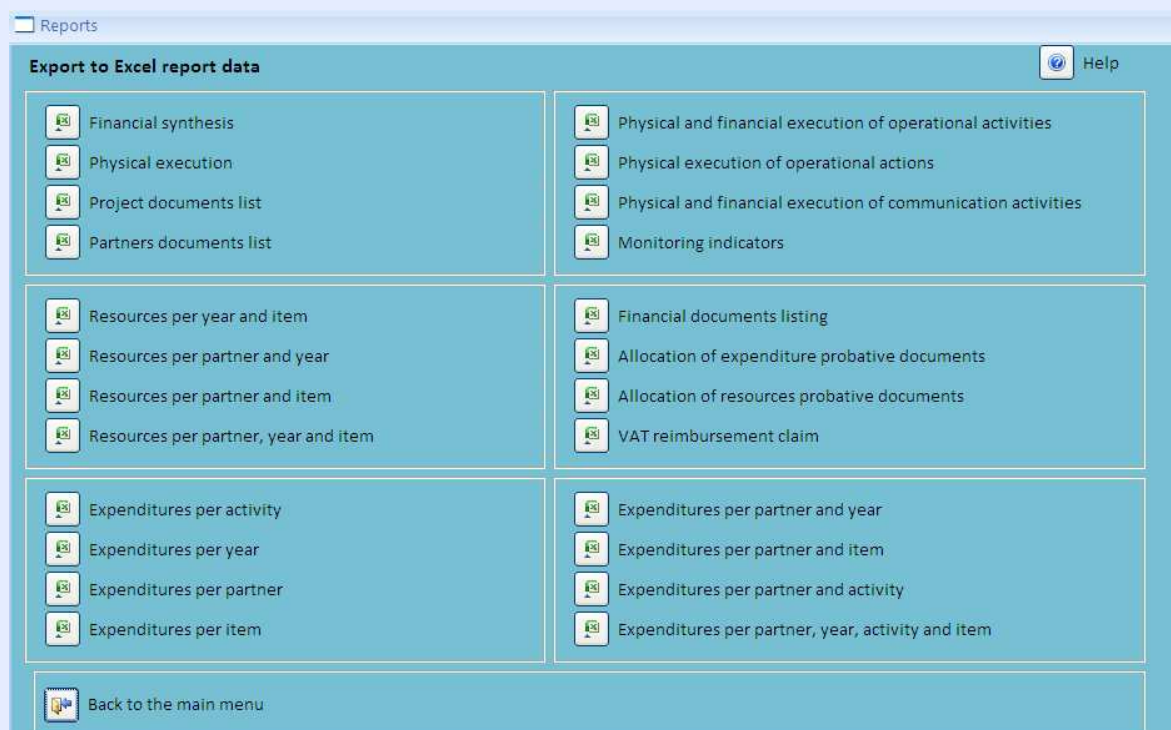 Reports
Export to Excel report data
Help
Financial synthesis
Physical execution
Project documents list
Partners documents list
Physical and financial execution of operational activities
Physical execution of operational actions
Physical and financial execution of communication activities
Monitoring indicators
Resources per year and item
Resources per partner and year
Resources per partner and item
Resources per partner, year and item
Financial documents listing
Allocation of expenditure probative documents
Allocation of resources probative documents
VAT reimbursement claim
Expenditures per activity
Expenditures per year
Expenditures per partner
Expenditures per item
Expenditures per partner and year
Expenditures per partner and item
Expenditures per partner and activity
Expenditures per partner, year, activity and item
Back to the main menu